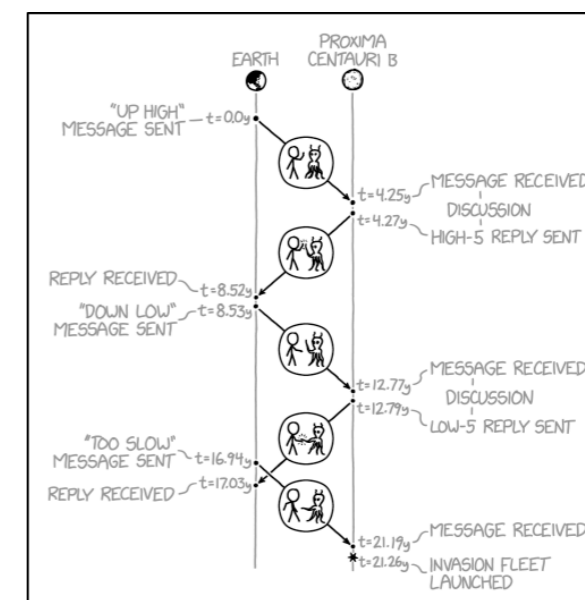 EARTH
PROXIMA
CENTAURI B
"UP HIGH"
MESSAGE SENT
t=0.0y
t=4.25y
MESSAGE RECEIVED
DISCUSSION
t=4.27y
HIGH-5 REPLY SENT
REPLY RECEIVED
t=8.52y
"DOWN LOW"
MESSAGE SENT
t=8.53y
t=12.77y
MESSAGE RECEIVED
DISCUSSION
t=12.79y
LOW-5 REPLY SENT
"TOO SLOW"
MESSAGE SENT
t=16.94y
REPLY RECEIVED
t=17.03y
t=21.19y
MESSAGE RECEIVED
t=21.26y
INVASION FLEET
LAUNCHED